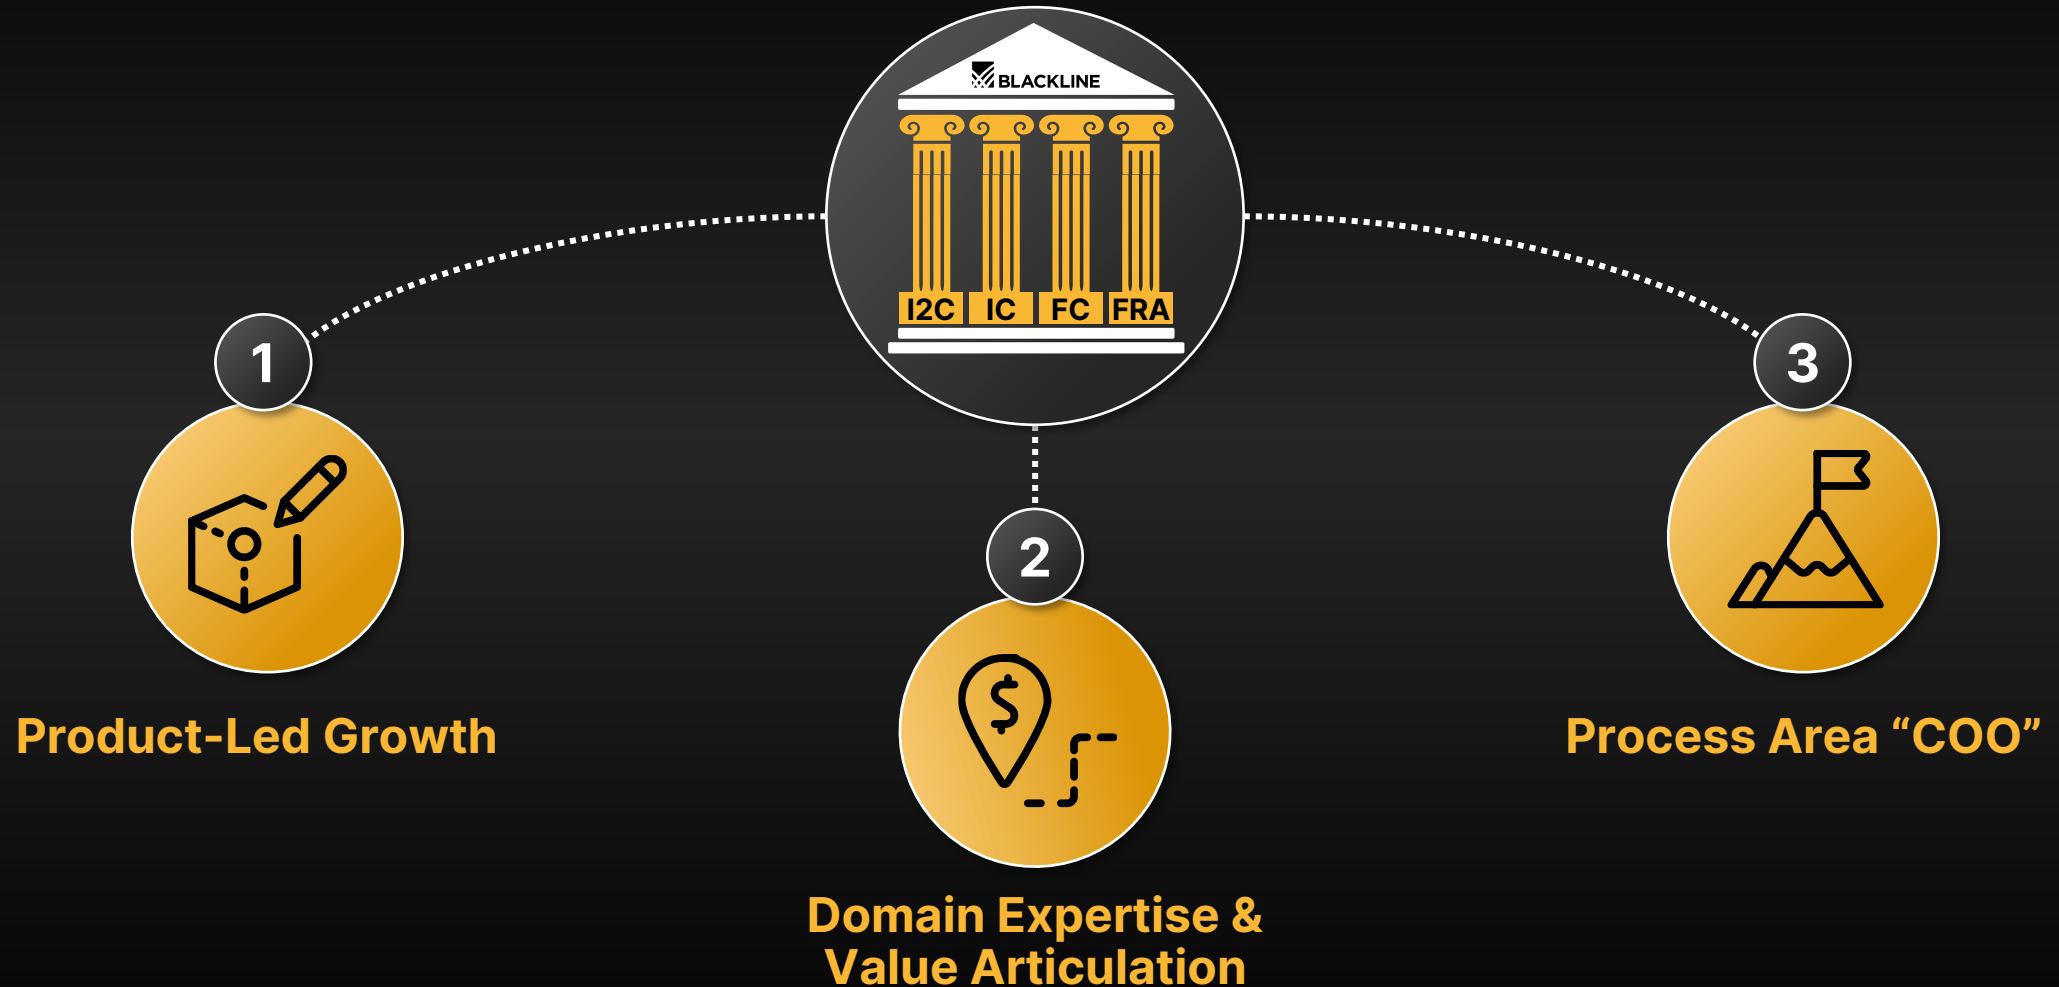 BLACKLINE
I2C IC FC FRA
1
Product-Led Growth
2
Domain Expertise &
Value Articulation
3
Process Area “COO”